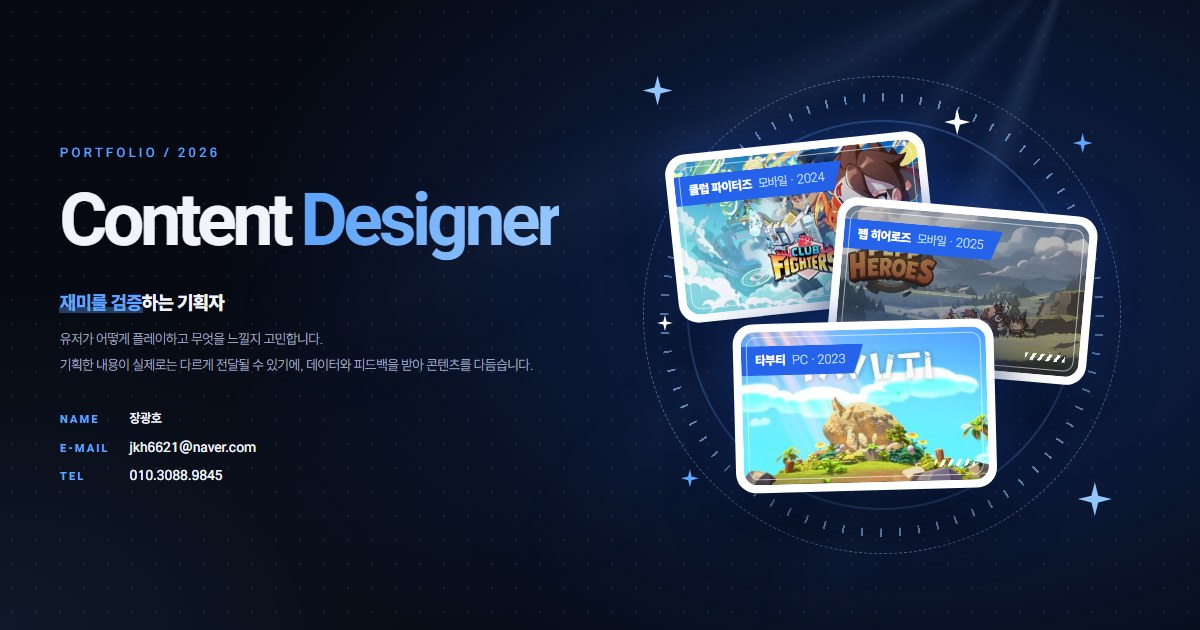 PORTFOLIO / 2026
Content Designer
재미를 검증하는 기획자
유저가 어떻게 플레이하고 무엇을 느낄지 고민합니다.
기획한 내용이 실제로는 다르게 전달될 수 있기에, 데이터와 피드백을 받아 콘텐츠를 다듬습니다.
NAME 장광호
E-MAIL jkh6621@naver.com
TEL 010.3088.9845
클럽 파이터즈 모바일 · 2024
CLUB
FIGHTERS
펩 히어로즈 모바일 · 2025
HEROES
타부티 PC · 2023